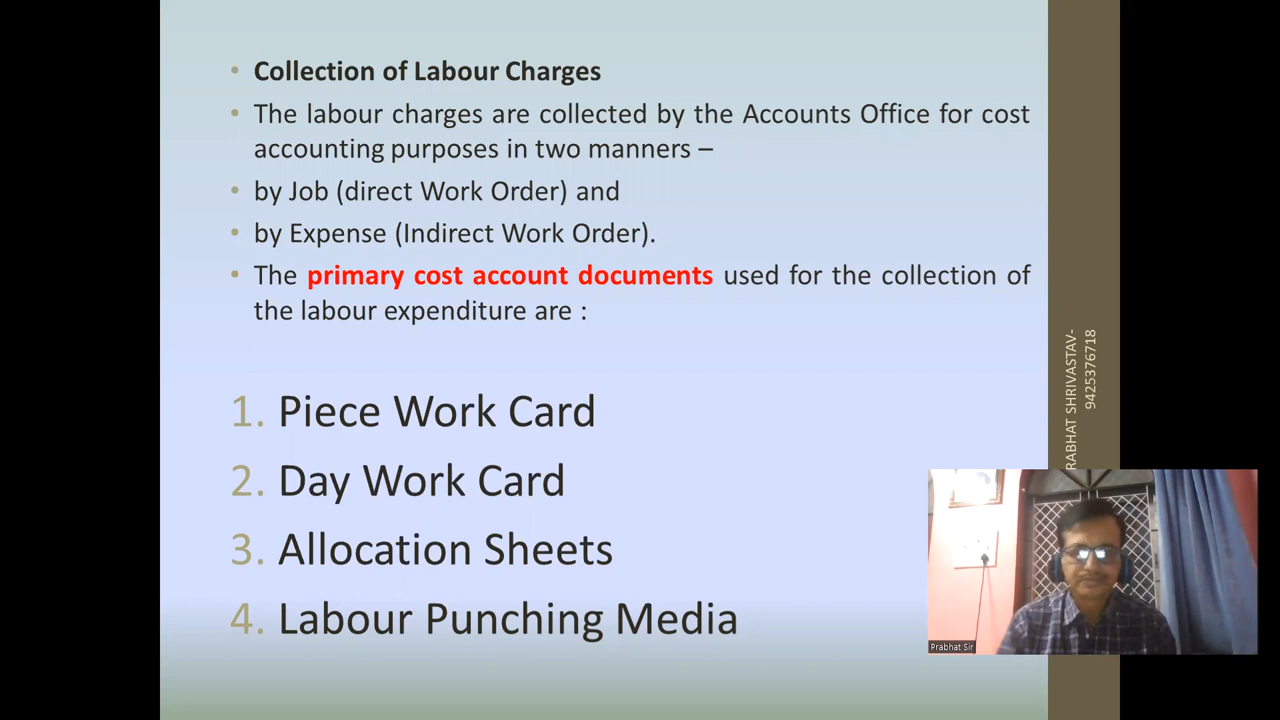 Collection of Labour Charges
The labour charges are collected by the Accounts Office for cost
accounting purposes in two manners –
by Job (direct Work Order) and
by Expense (Indirect Work Order).
The primary cost account documents used for the collection of
the labour expenditure are :
1. Piece Work Card
2. Day Work Card
3. Allocation Sheets
4. Labour Punching Media
RABHAT SHRIVASTAV-
9425376718
Prabhat Sir